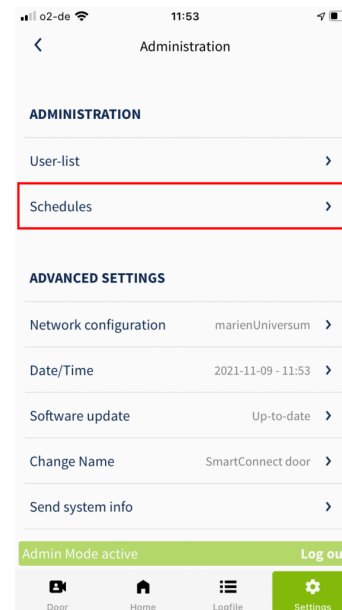 o2-de 11:53
Administration
ADMINISTRATION
User-list
Schedules
ADVANCED SETTINGS
Network configuration marienUniversum
Date/Time 2021-11-09 - 11:53
Software update Up-to-date
Change Name SmartConnect door
Send system info
Admin Mode active Log ou
Door Home Logfile Settings